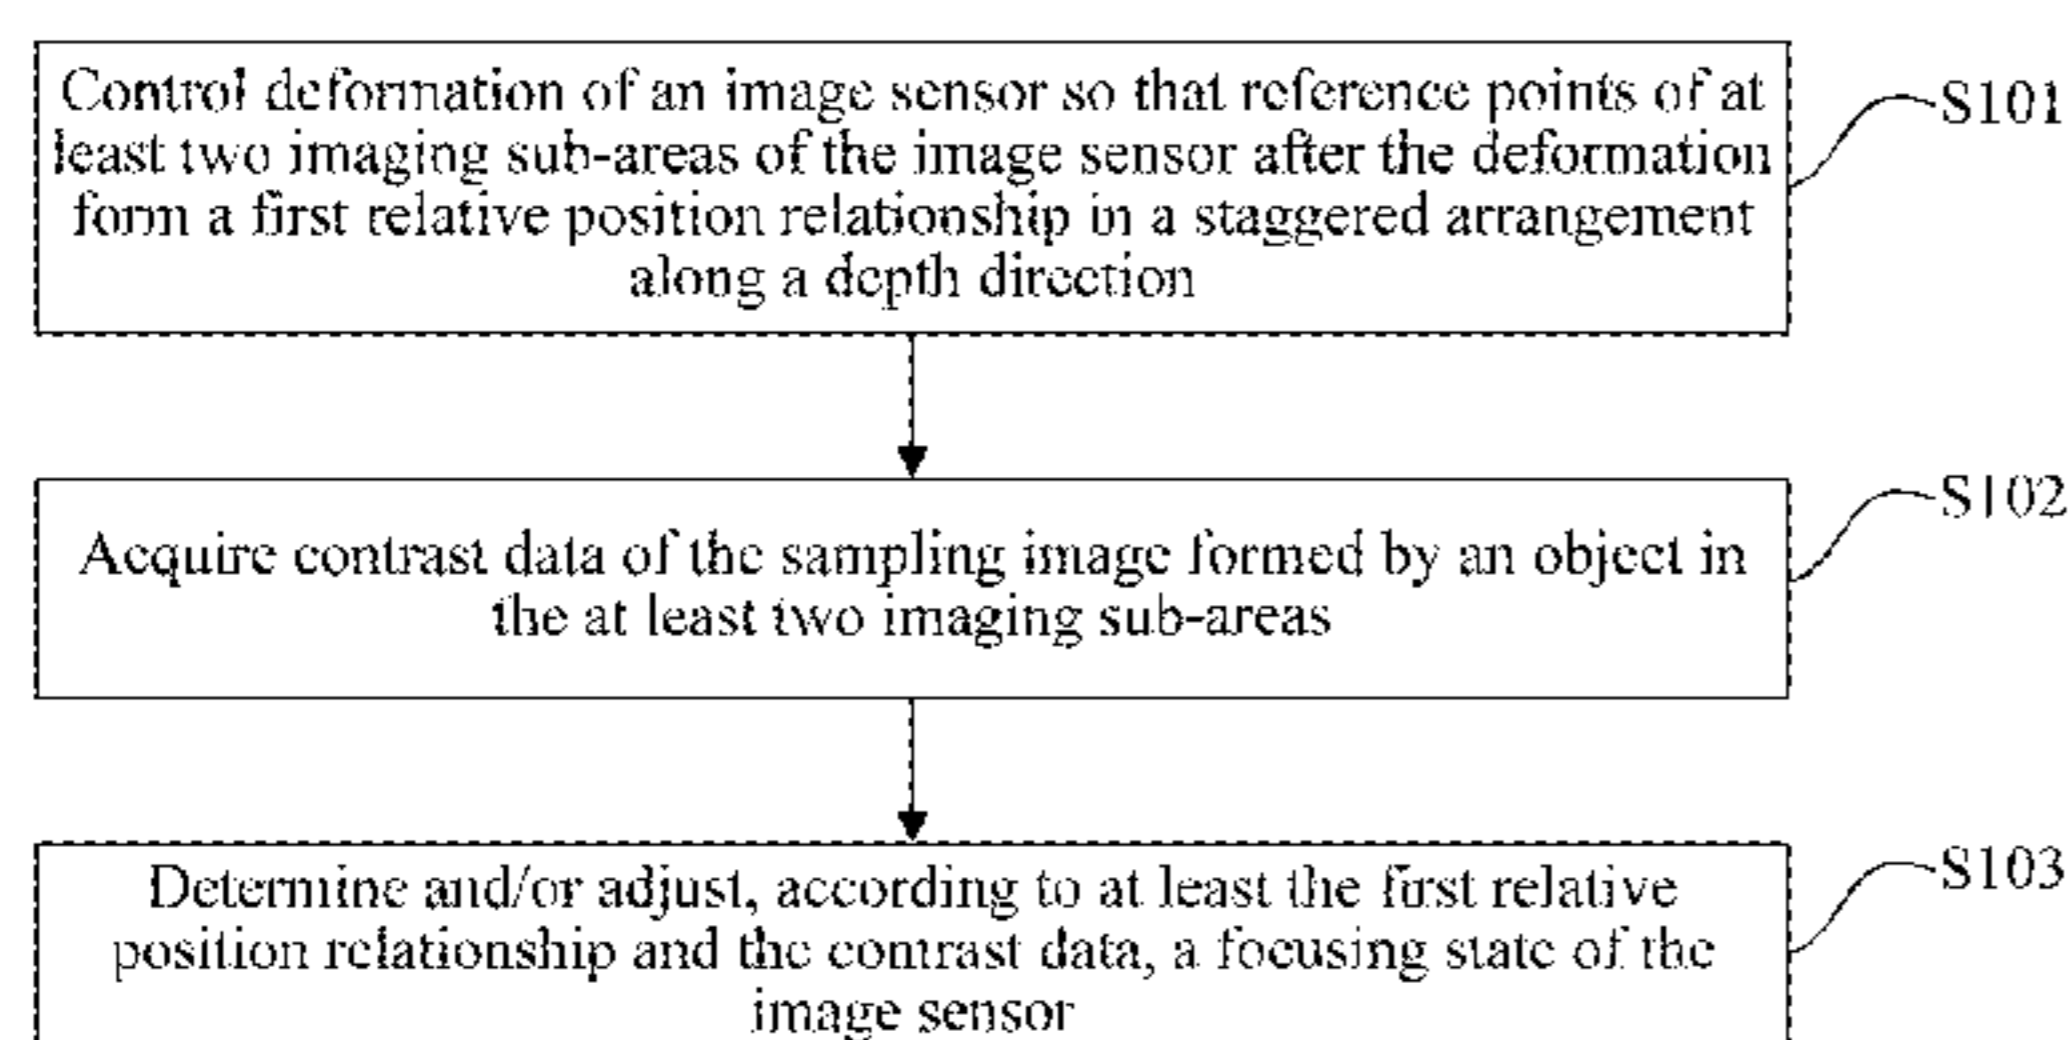 Control deformation of an image sensor so that reference points of at
least two imaging sub-areas of the image sensor after the deformation
form a first relative position relationship in a staggered arrangement
along a depth direction
S101
Acquire contrast data of the sampling image formed by an object in
the at least two imaging sub-areas
S102
Determine and/or adjust, according to at least the first relative
position relationship and the contrast data, a focusing state of the
image sensor
S103